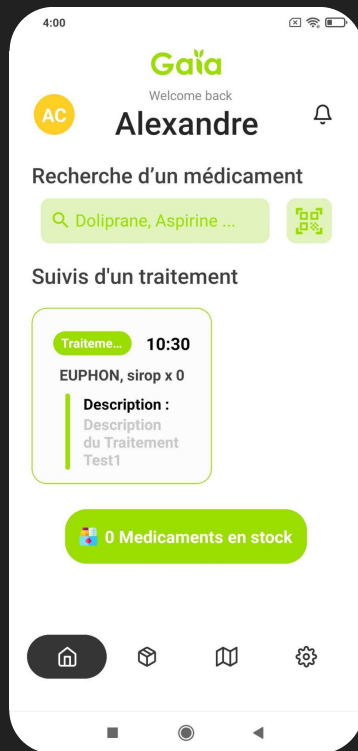 4:00
Gaïa
Welcome back
AC
Alexandre
Recherche d'un médicament
Doliprane, Aspirine ...
Suivis d'un traitement
Traiteme... 10:30
EUPHON, sirop x 0
Description :
Description
du Traitement
Test1
0 Medicaments en stock